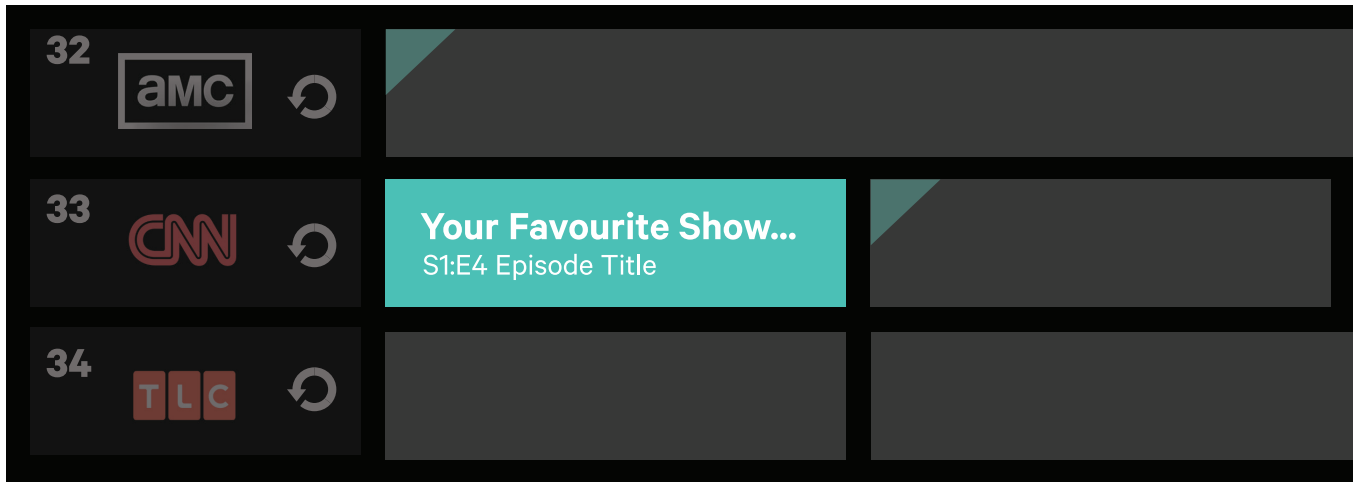 32
aMC
33
CNN
Your Favourite Show...
S1:E4 Episode Title
34
TLC